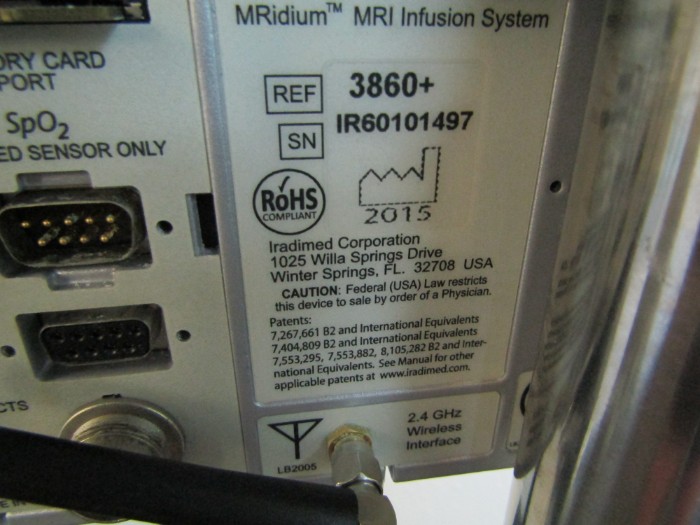 MRidium™ MRI Infusion System
REF 3860+
SN IR60101497
RoHS
COMPLIANT
2015
Iradimed Corporation
1025 Willa Springs Drive
Winter Springs, FL. 32708 USA
CAUTION: Federal (USA) Law restricts
this device to sale by order of a Physician.
Patents:
7,267,661 B2 and International Equivalents
7,404,809 B2 and International Equivalents
7,553,295, 7,553,882, 8,105,282 B2 and Inter-
national Equivalents. See Manual for other
applicable patents at www.iradimed.com.
LB2005
2.4 GHz
Wireless
Interface
CARD
PORT
SpO2
SENSOR ONLY